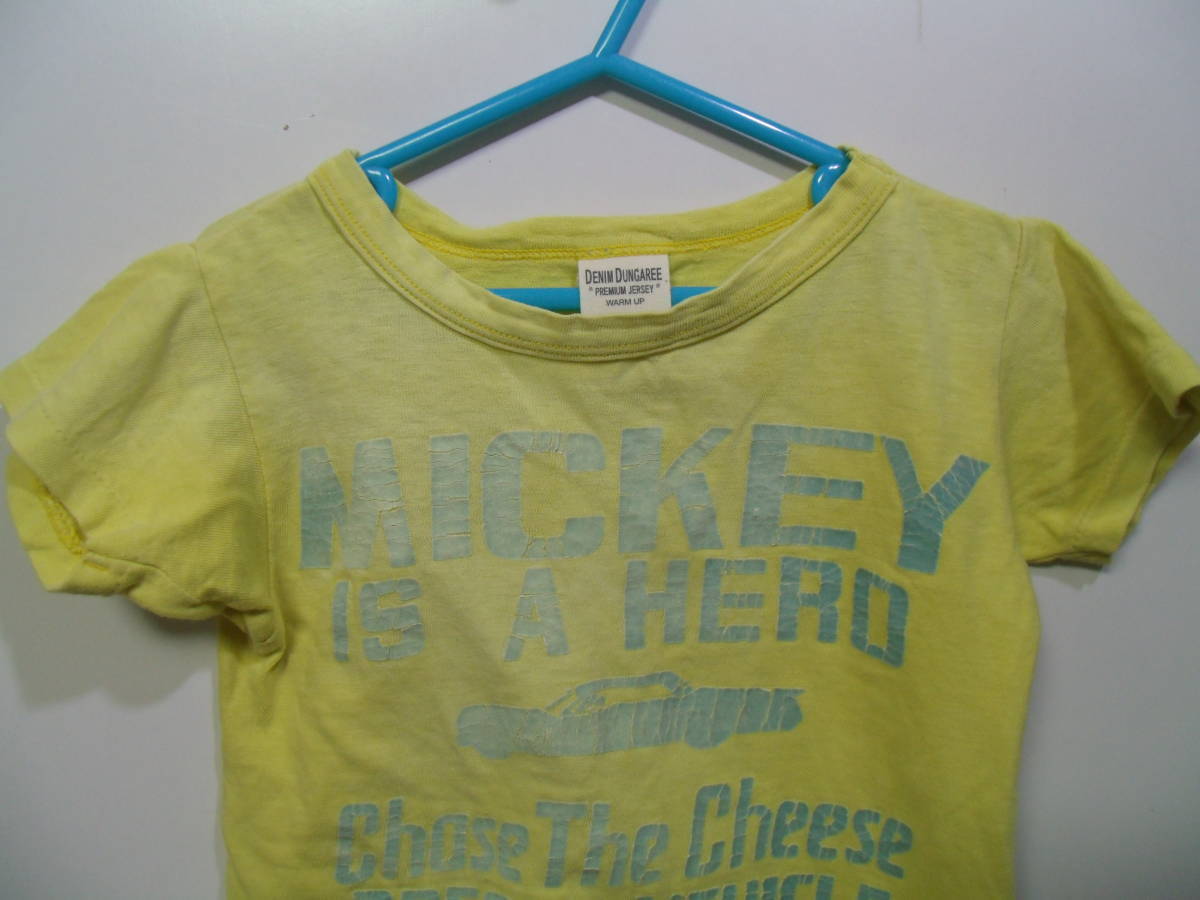 DENIM DUNGAREE
"PREMIUM JERSEY"
WARM UP
MICKEY
IS A HERO
Chase The Cheese